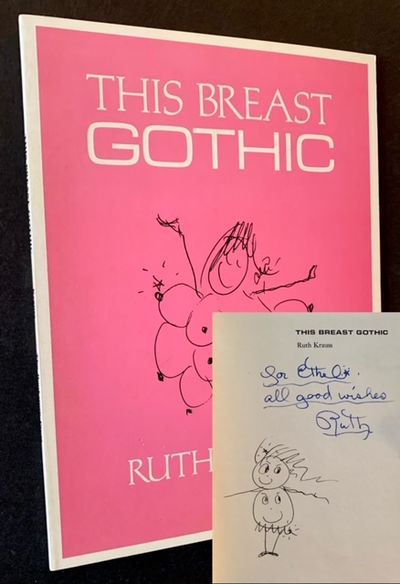 THIS BREAST
GOTHIC
RUTH
THIS BREAST GOTHIC
Ruth Krauss
for Ethel
all good wishes
Ruth